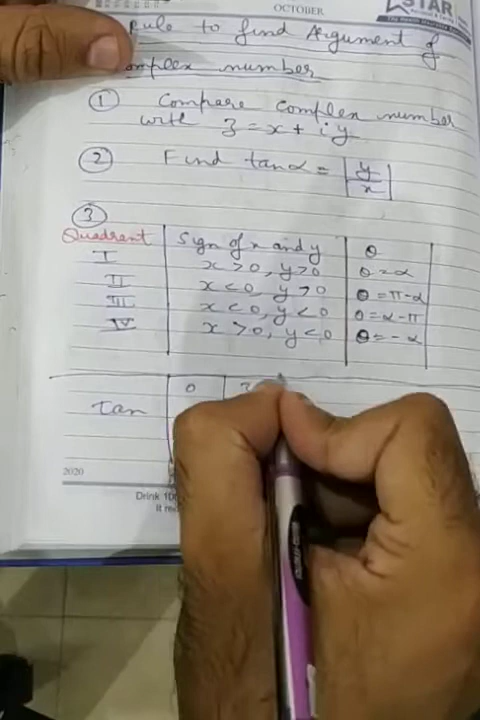 OCTOBER
STAR
Rule to find Argument of
complex number
① Compare complex number
with z = x + iy
② Find tanα = |y/x|
③
Quadrant Sign of x and y θ
I x > 0, y > 0 θ = α
II x < 0, y > 0 θ = π - α
III x < 0, y < 0 θ = α - π
IV x > 0, y < 0 θ = - α
0
Tan
2020
Drink